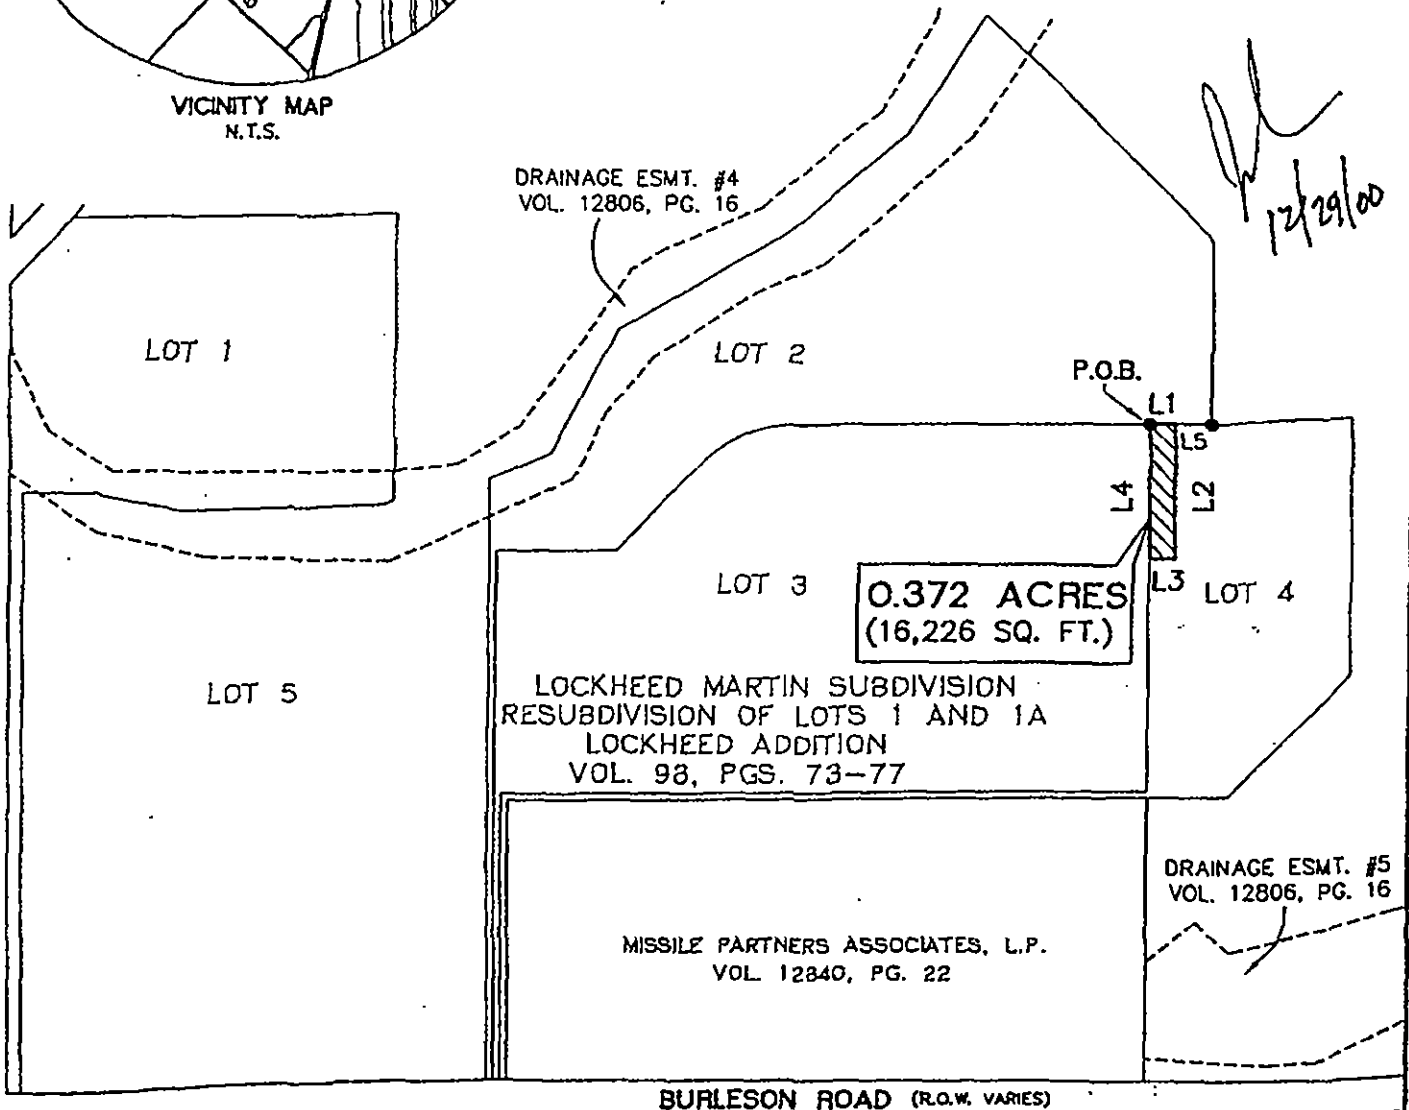 VICINITY MAP
N.T.S.
12/29/00
DRAINAGE ESMT. #4
VOL. 12806, PG. 16
LOT 1
LOT 2
P.O.B.
L1
L5
L4
L2
L3
LOT 3
0.372 ACRES
(16,226 SQ. FT.)
LOT 4
LOT 5
LOCKHEED MARTIN SUBDIVISION
RESUBDIVISION OF LOTS 1 AND 1A
LOCKHEED ADDITION
VOL. 98, PGS. 73-77
DRAINAGE ESMT. #5
VOL. 12806, PG. 16
MISSILE PARTNERS ASSOCIATES, L.P.
VOL. 12840, PG. 22
BURLESON ROAD (R.O.W. VARIES)